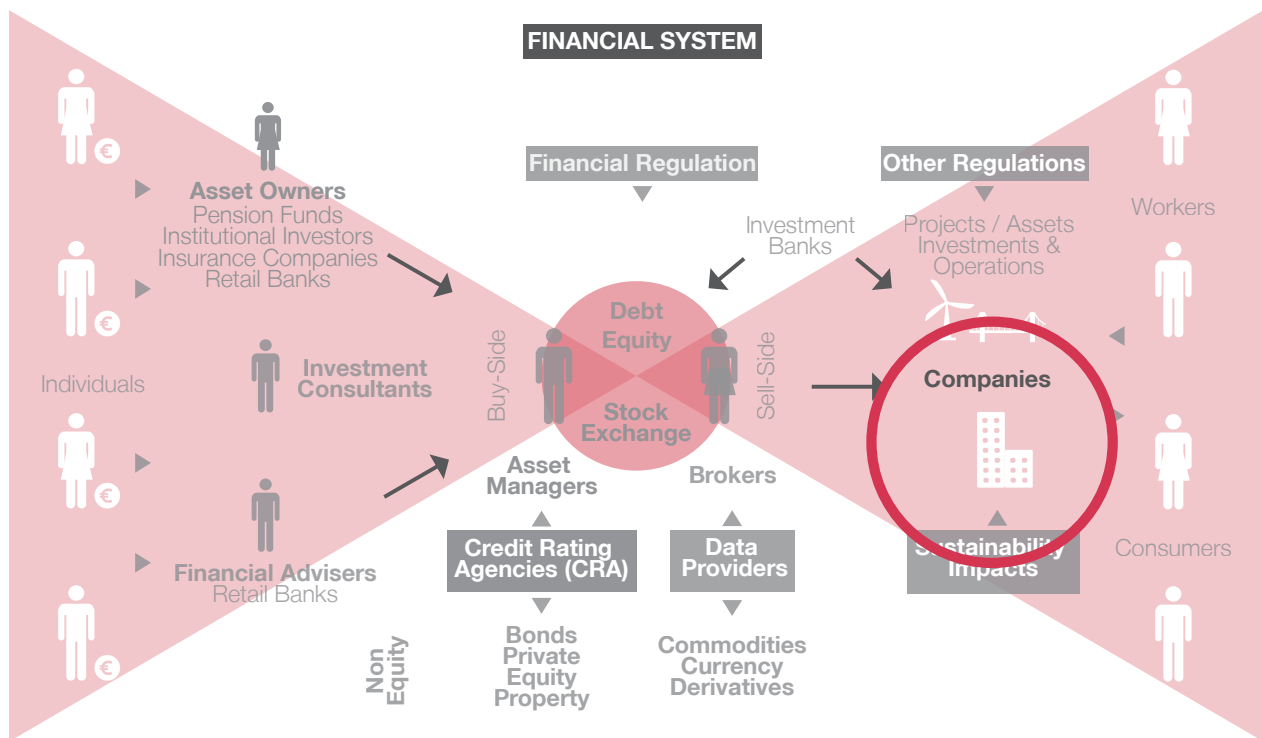 FINANCIAL SYSTEM
Financial Regulation
Other Regulations
Asset Owners
Pension Funds
Institutional Investors
Insurance Companies
Retail Banks
Investment
Banks
Projects / Assets
Investments &
Operations
Workers
Individuals
Investment
Consultants
Buy-Side
Debt
Equity
Stock
Exchange
Sell-Side
Companies
Asset
Managers
Brokers
Financial Advisers
Retail Banks
Credit Rating
Agencies (CRA)
Data
Providers
Sustainability
Impacts
Consumers
Non
Equity
Bonds
Private
Equity
Property
Commodities
Currency
Derivatives
€
€
€
€